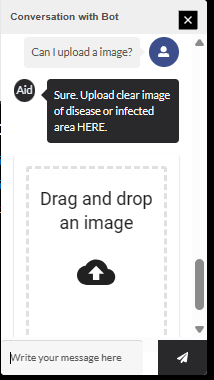 Conversation with Bot
Can I upload a image?
Aid
Sure. Upload clear image
of disease or infected
area HERE.
Drag and drop
an image
Write your message here